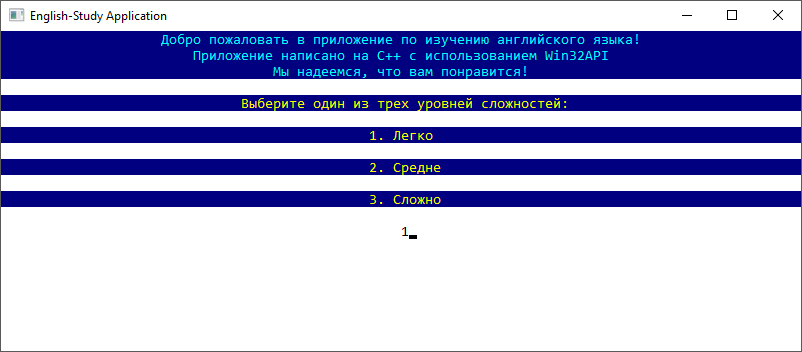 English-Study Application
Добро пожаловать в приложение по изучению английского языка!
Приложение написано на C++ с использованием Win32API
Мы надеемся, что вам понравится!
Выберите один из трех уровней сложностей:
1. Легко
2. Средне
3. Сложно
1